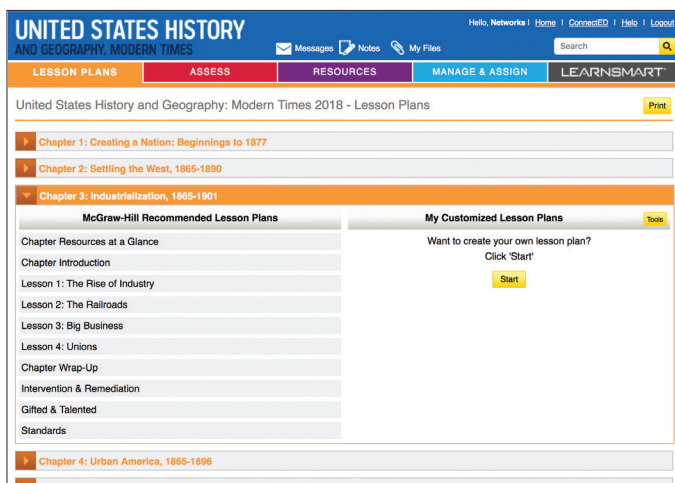 UNITED STATES HISTORY
AND GEOGRAPHY, MODERN TIMES
Hello, Networks ! Home | ConnectED | Help | Logout
Messages Notes My Files
Search
LESSON PLANS ASSESS RESOURCES MANAGE & ASSIGN LEARNSMART
United States History and Geography: Modern Times 2018 - Lesson Plans
Print
Chapter 1: Creating a Nation: Beginnings to 1877
Chapter 2: Settling the West, 1865-1890
Chapter 3: Industrialization, 1865-1901
McGraw-Hill Recommended Lesson Plans
Chapter Resources at a Glance
Chapter Introduction
Lesson 1: The Rise of Industry
Lesson 2: The Railroads
Lesson 3: Big Business
Lesson 4: Unions
Chapter Wrap-Up
Intervention & Remediation
Gifted & Talented
Standards
My Customized Lesson Plans
Tools
Want to create your own lesson plan?
Click 'Start'
Start
Chapter 4: Urban America, 1865-1896